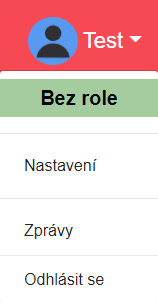 Test
Bez role
Nastavení
Zprávy
Odhlásit se